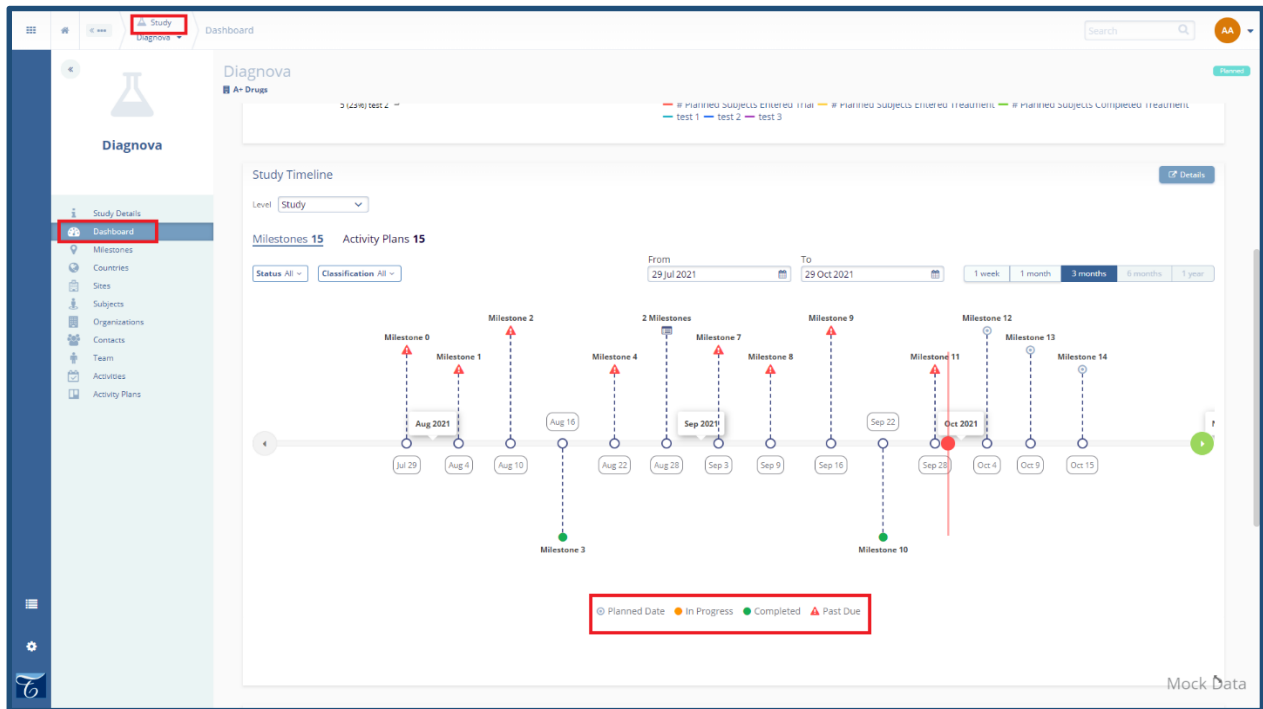 Study
Diagnova
Dashboard
Search
AA
Diagnova
A+ Drugs
Planned
Diagnova
5 (23%) test 2
# Planned Subjects Entered Trial # Planned Subjects Entered Treatment # Planned Subjects Completed Treatment
test 1 test 2 test 3
Study Details
Dashboard
Milestones
Countries
Sites
Subjects
Organizations
Contacts
Team
Activities
Activity Plans
Study Timeline
Details
Level Study
Milestones 15 Activity Plans 15
From To
Status All Classification All 29 Jul 2021 29 Oct 2021 1 week 1 month 3 months 6 months 1 year
Milestone 2 2 Milestones Milestone 9 Milestone 12
Milestone 0 Milestone 7 Milestone 13
Milestone 1 Milestone 4 Milestone 8 Milestone 11 Milestone 14
Aug 2021 Aug 16 Sep 2021 Sep 22 Oct 2021
Jul 29 Aug 4 Aug 10 Aug 22 Aug 28 Sep 3 Sep 9 Sep 16 Sep 28 Oct 4 Oct 9 Oct 15
Milestone 3 Milestone 10
Planned Date In Progress Completed Past Due
Mock Data